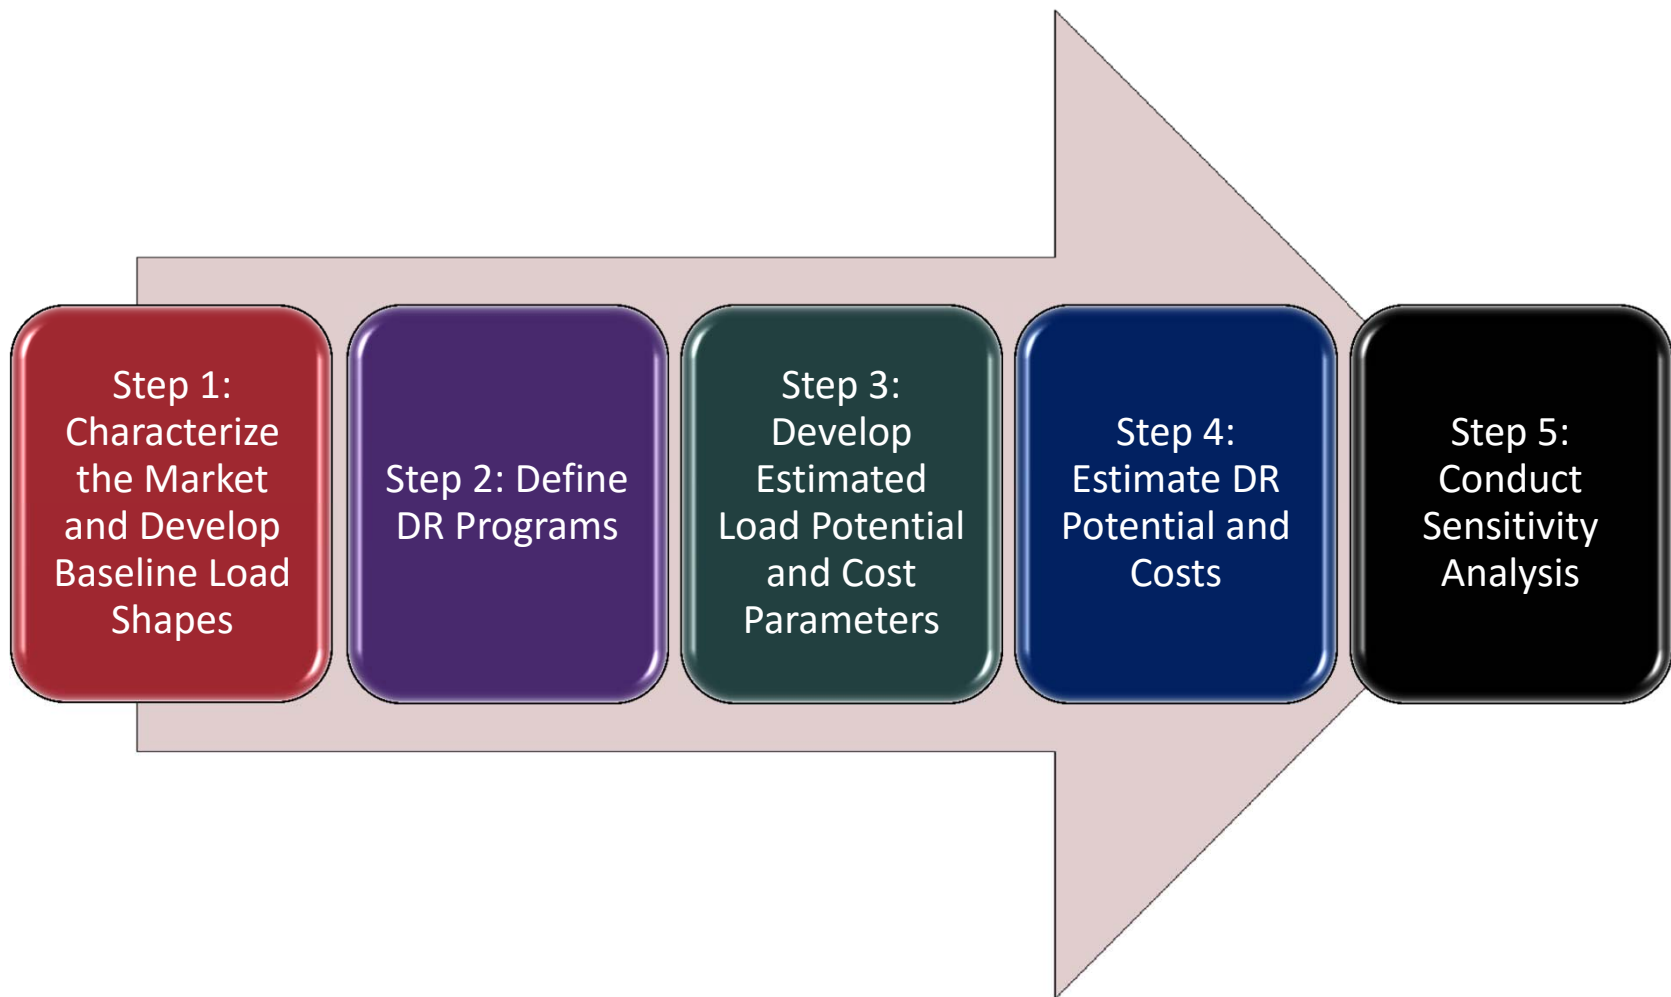 Step 1:
Characterize
the Market
and Develop
Baseline Load
Shapes
Step 2: Define
DR Programs
Step 3:
Develop
Estimated
Load Potential
and Cost
Parameters
Step 4:
Estimate DR
Potential and
Costs
Step 5:
Conduct
Sensitivity
Analysis